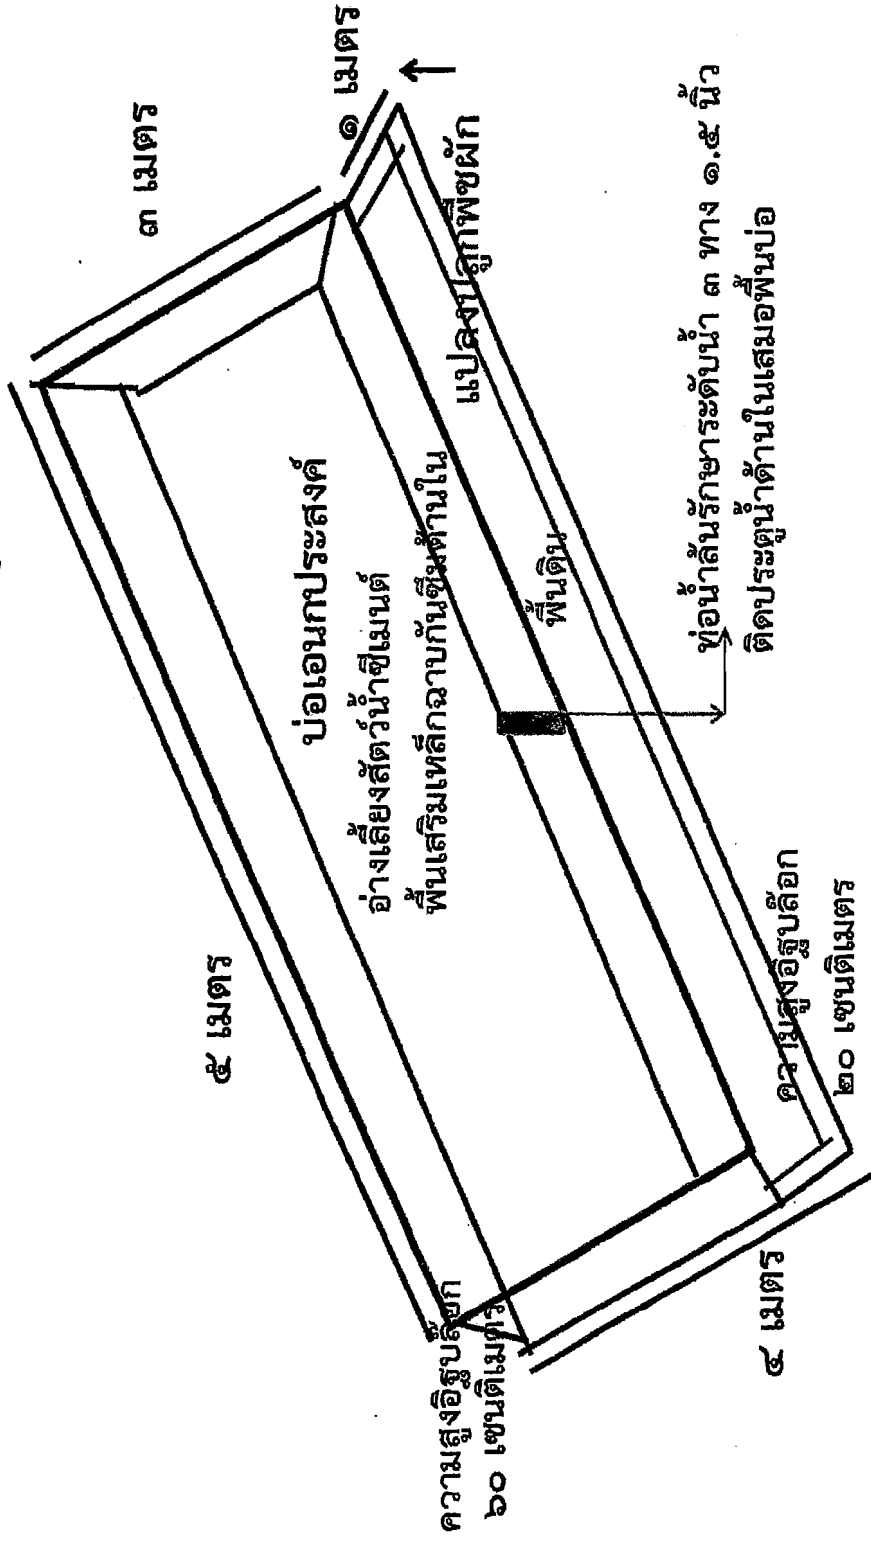 ๓ เมตร
๑ เมตร
๕ เมตร
บ่อเอนกประสงค์
อ่างเลี้ยงสัตว์น้ำซีเมนต์
พื้นเสริมเหล็กฉาบกันซึมด้านใน
แปลงปลูกพืชผัก
พื้นดิน
ท่อน้ำล้นรักษาระดับน้ำ ๓ ทาง ๑.๕ นิ้ว
ติดประตูน้ำด้านในเสมอพื้นบ่อ
ความสูงอิฐบล็อก
๖๐ เซนติเมตร
ความสูงอิฐบล๊อก
๒๐ เซนติเมตร
๔ เมตร